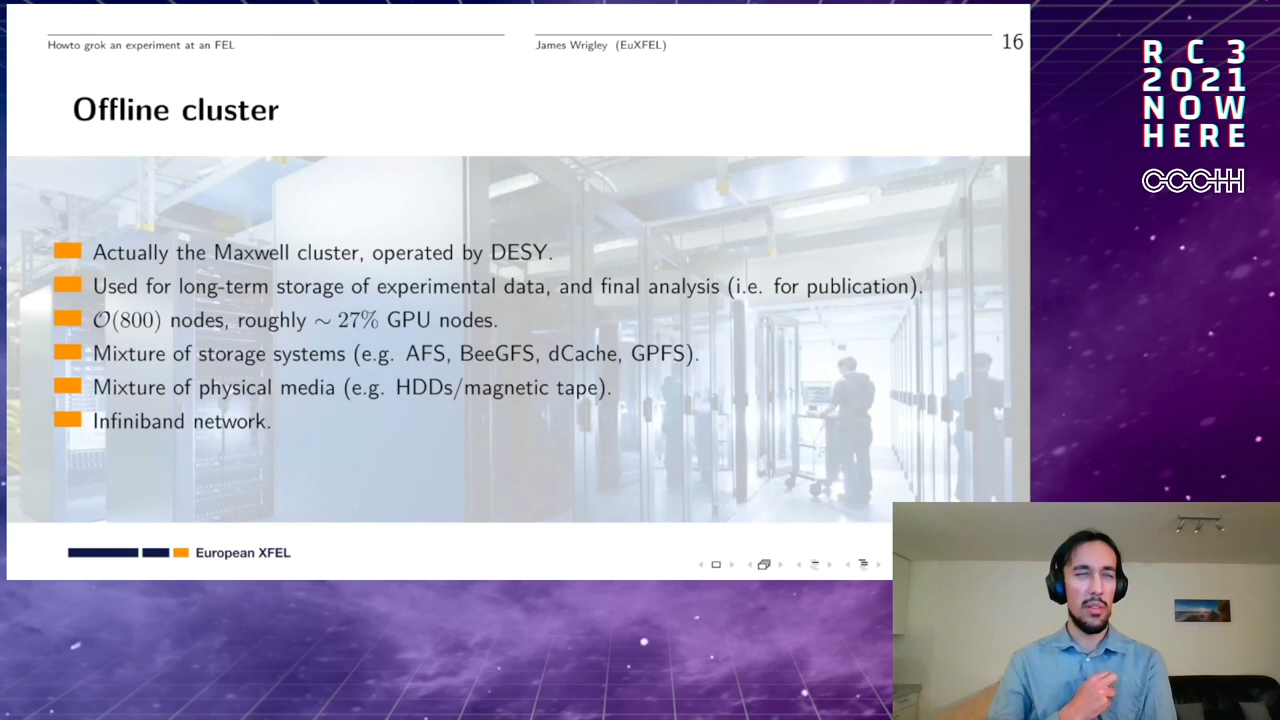 Howto grok an experiment at an FEL
James Wrigley (EuXFEL)
16
Offline cluster
Actually the Maxwell cluster, operated by DESY.
Used for long-term storage of experimental data, and final analysis (i.e. for publication).
O(800) nodes, roughly ∼ 27% GPU nodes.
Mixture of storage systems (e.g. AFS, BeeGFS, dCache, GPFS).
Mixture of physical media (e.g. HDDs/magnetic tape).
Infiniband network.
European XFEL
R C 3
2021
NOW
HERE
CCCHH